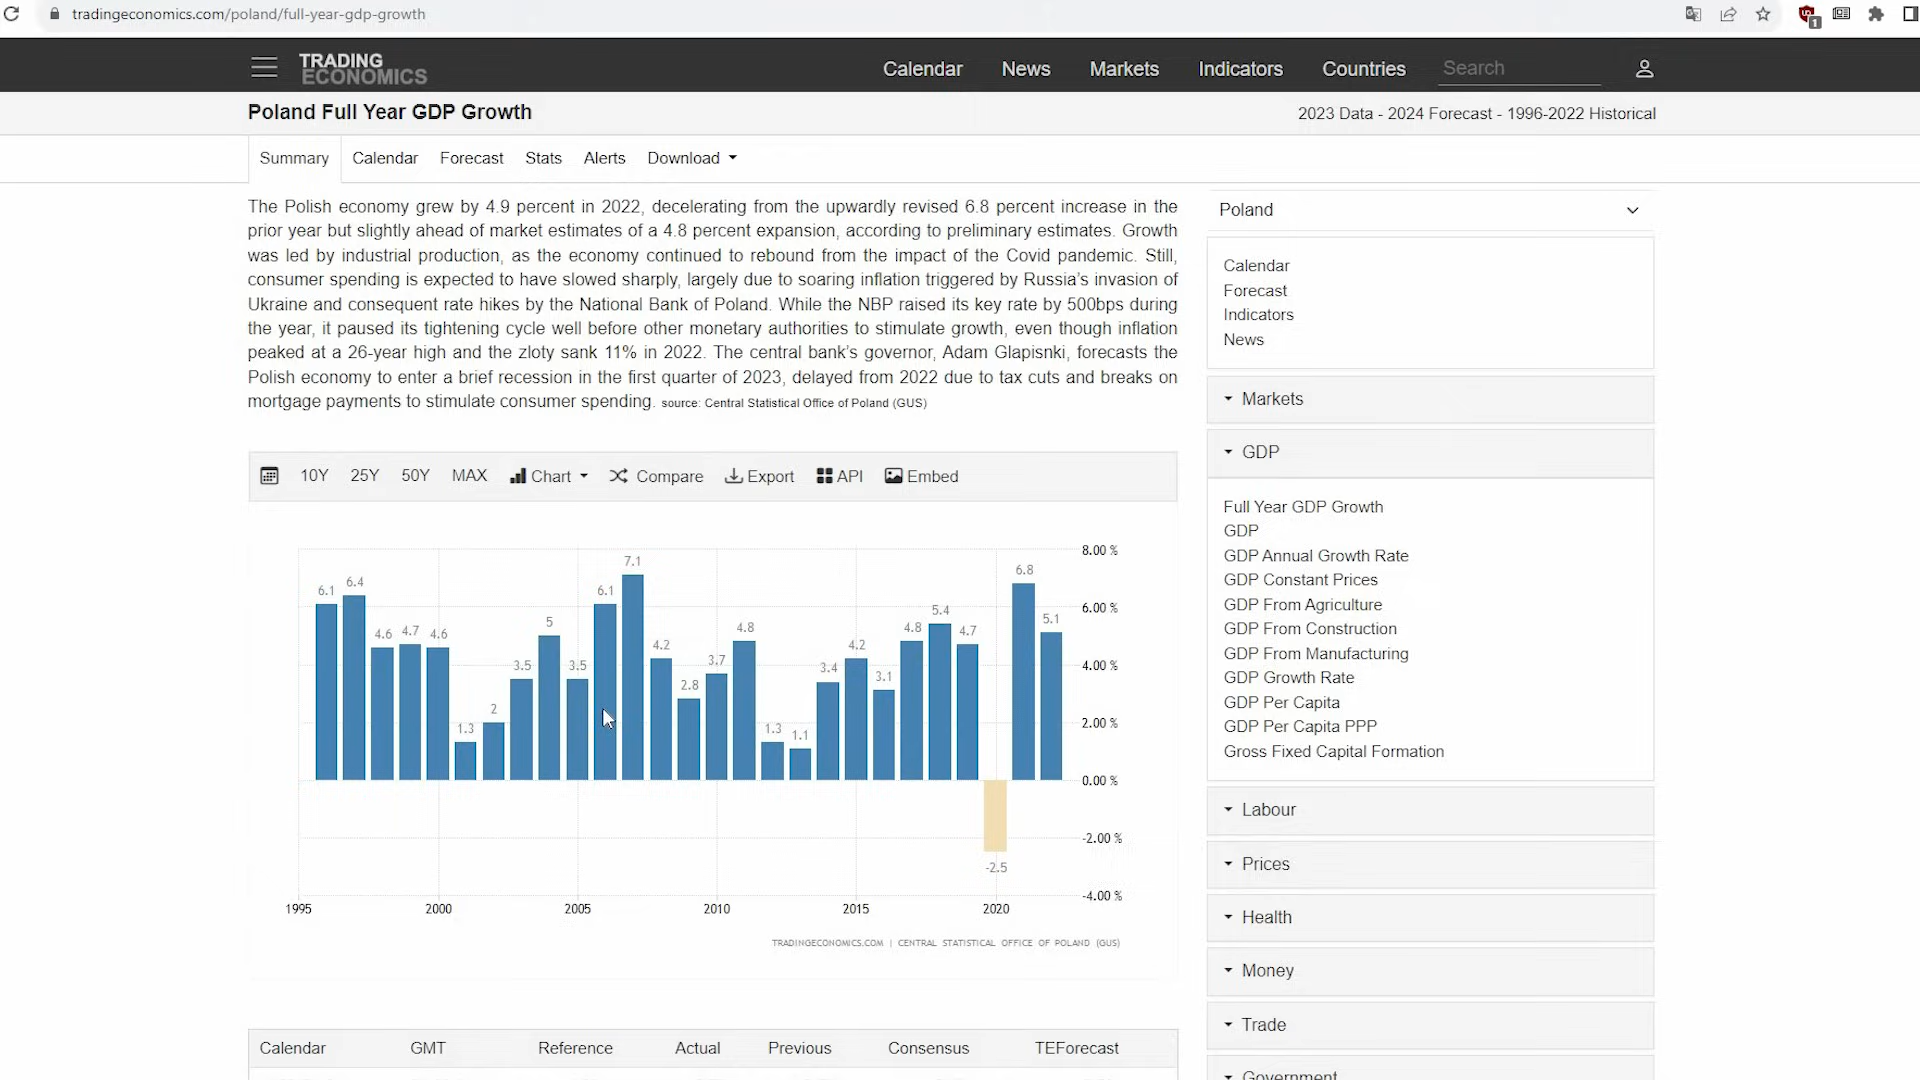 tradingeconomics.com/poland/full-year-gdp-growth
1
TRADING
ECONOMICS
Calendar News Markets Indicators Countries Search
Poland Full Year GDP Growth
2023 Data - 2024 Forecast - 1996-2022 Historical
Summary Calendar Forecast Stats Alerts Download
The Polish economy grew by 4.9 percent in 2022, decelerating from the upwardly revised 6.8 percent increase in the
prior year but slightly ahead of market estimates of a 4.8 percent expansion, according to preliminary estimates. Growth
was led by industrial production, as the economy continued to rebound from the impact of the Covid pandemic. Still,
consumer spending is expected to have slowed sharply, largely due to soaring inflation triggered by Russia's invasion of
Ukraine and consequent rate hikes by the National Bank of Poland. While the NBP raised its key rate by 500bps during
the year, it paused its tightening cycle well before other monetary authorities to stimulate growth, even though inflation
peaked at a 26-year high and the zloty sank 11% in 2022. The central bank's governor, Adam Glapisnki, forecasts the
Polish economy to enter a brief recession in the first quarter of 2023, delayed from 2022 due to tax cuts and breaks on
mortgage payments to stimulate consumer spending. source: Central Statistical Office of Poland (GUS)
10Y 25Y 50Y MAX Chart Compare Export API Embed
6.1 6.4 4.6 4.7 4.6 1.3 2 3.5 5 3.5 6.1 7.1 4.2 2.8 3.7 4.8 1.3 1.1 3.4 4.2 3.1 4.8 5.4 4.7 -2.5 6.8 5.1
8.00 %
6.00 %
4.00 %
2.00 %
0.00 %
-2.00 %
-4.00 %
1995 2000 2005 2010 2015 2020
TRADINGECONOMICS.COM | CENTRAL STATISTICAL OFFICE OF POLAND (GUS)
Calendar GMT Reference Actual Previous Consensus TEForecast
Poland
Calendar
Forecast
Indicators
News
Markets
GDP
Full Year GDP Growth
GDP
GDP Annual Growth Rate
GDP Constant Prices
GDP From Agriculture
GDP From Construction
GDP From Manufacturing
GDP Growth Rate
GDP Per Capita
GDP Per Capita PPP
Gross Fixed Capital Formation
Labour
Prices
Health
Money
Trade
Government